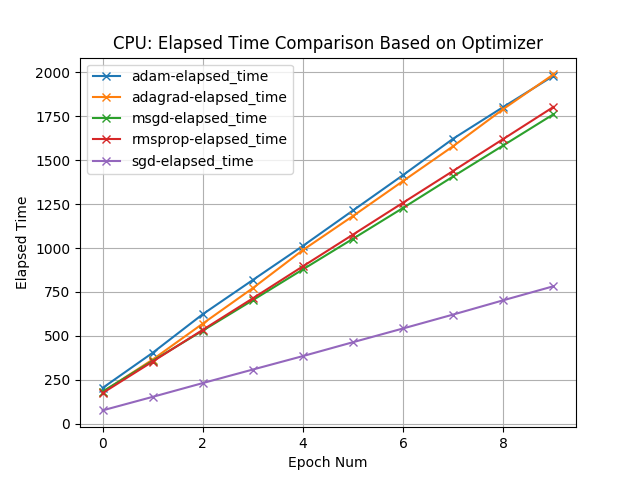 CPU: Elapsed Time Comparison Based on Optimizer
adam-elapsed_time
adagrad-elapsed_time
msgd-elapsed_time
rmsprop-elapsed_time
sgd-elapsed_time
Elapsed Time
2000
1750
1500
1250
1000
750
500
250
0
0 2 4 6 8
Epoch Num